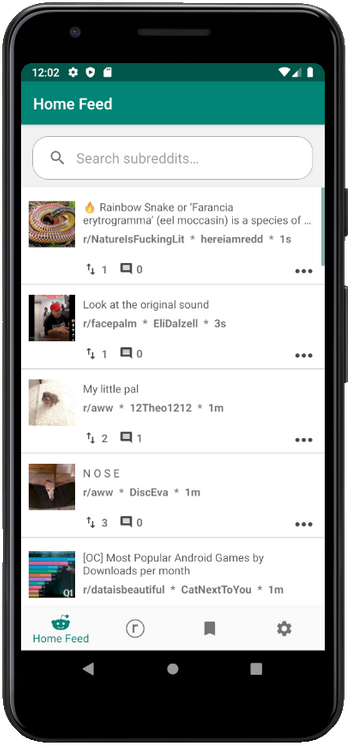 12:02
Home Feed
Search subreddits...
🔥 Rainbow Snake or 'Farancia
erytrogramma' (eel moccasin) is a species of ...
r/NatureIsFuckingLit * hereiamredd * 1s
1 0
Look at the original sound
r/facepalm * EliDalzell * 3s
1 0
My little pal
r/aww * 12Theo1212 * 1m
2 1
N O S E
r/aww * DiscEva * 1m
3 0
[OC] Most Popular Android Games by
Downloads per month
r/dataisbeautiful * CatNextToYou * 1m
Q1
Home Feed
r